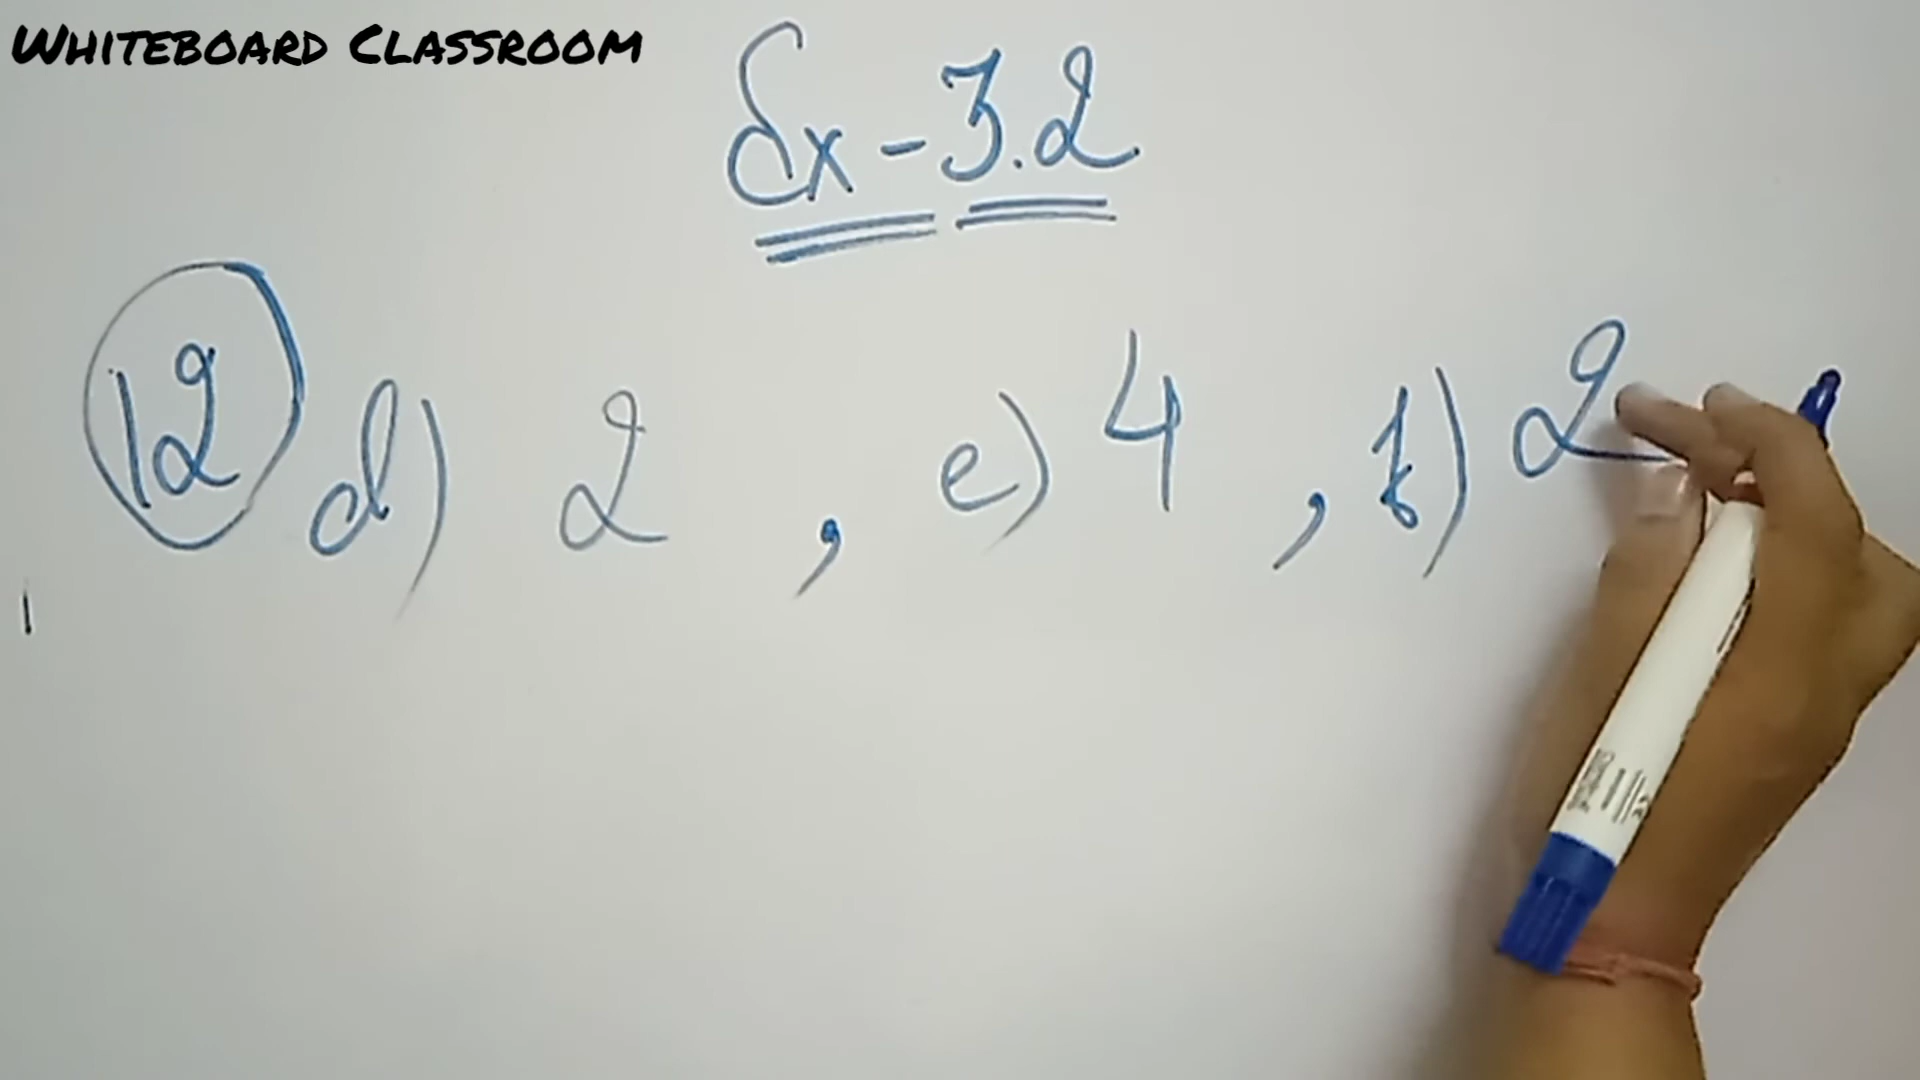 WHITEBOARD CLASSROOM
Ex-3.2
12 d) 2 , e) 4 , f) 2